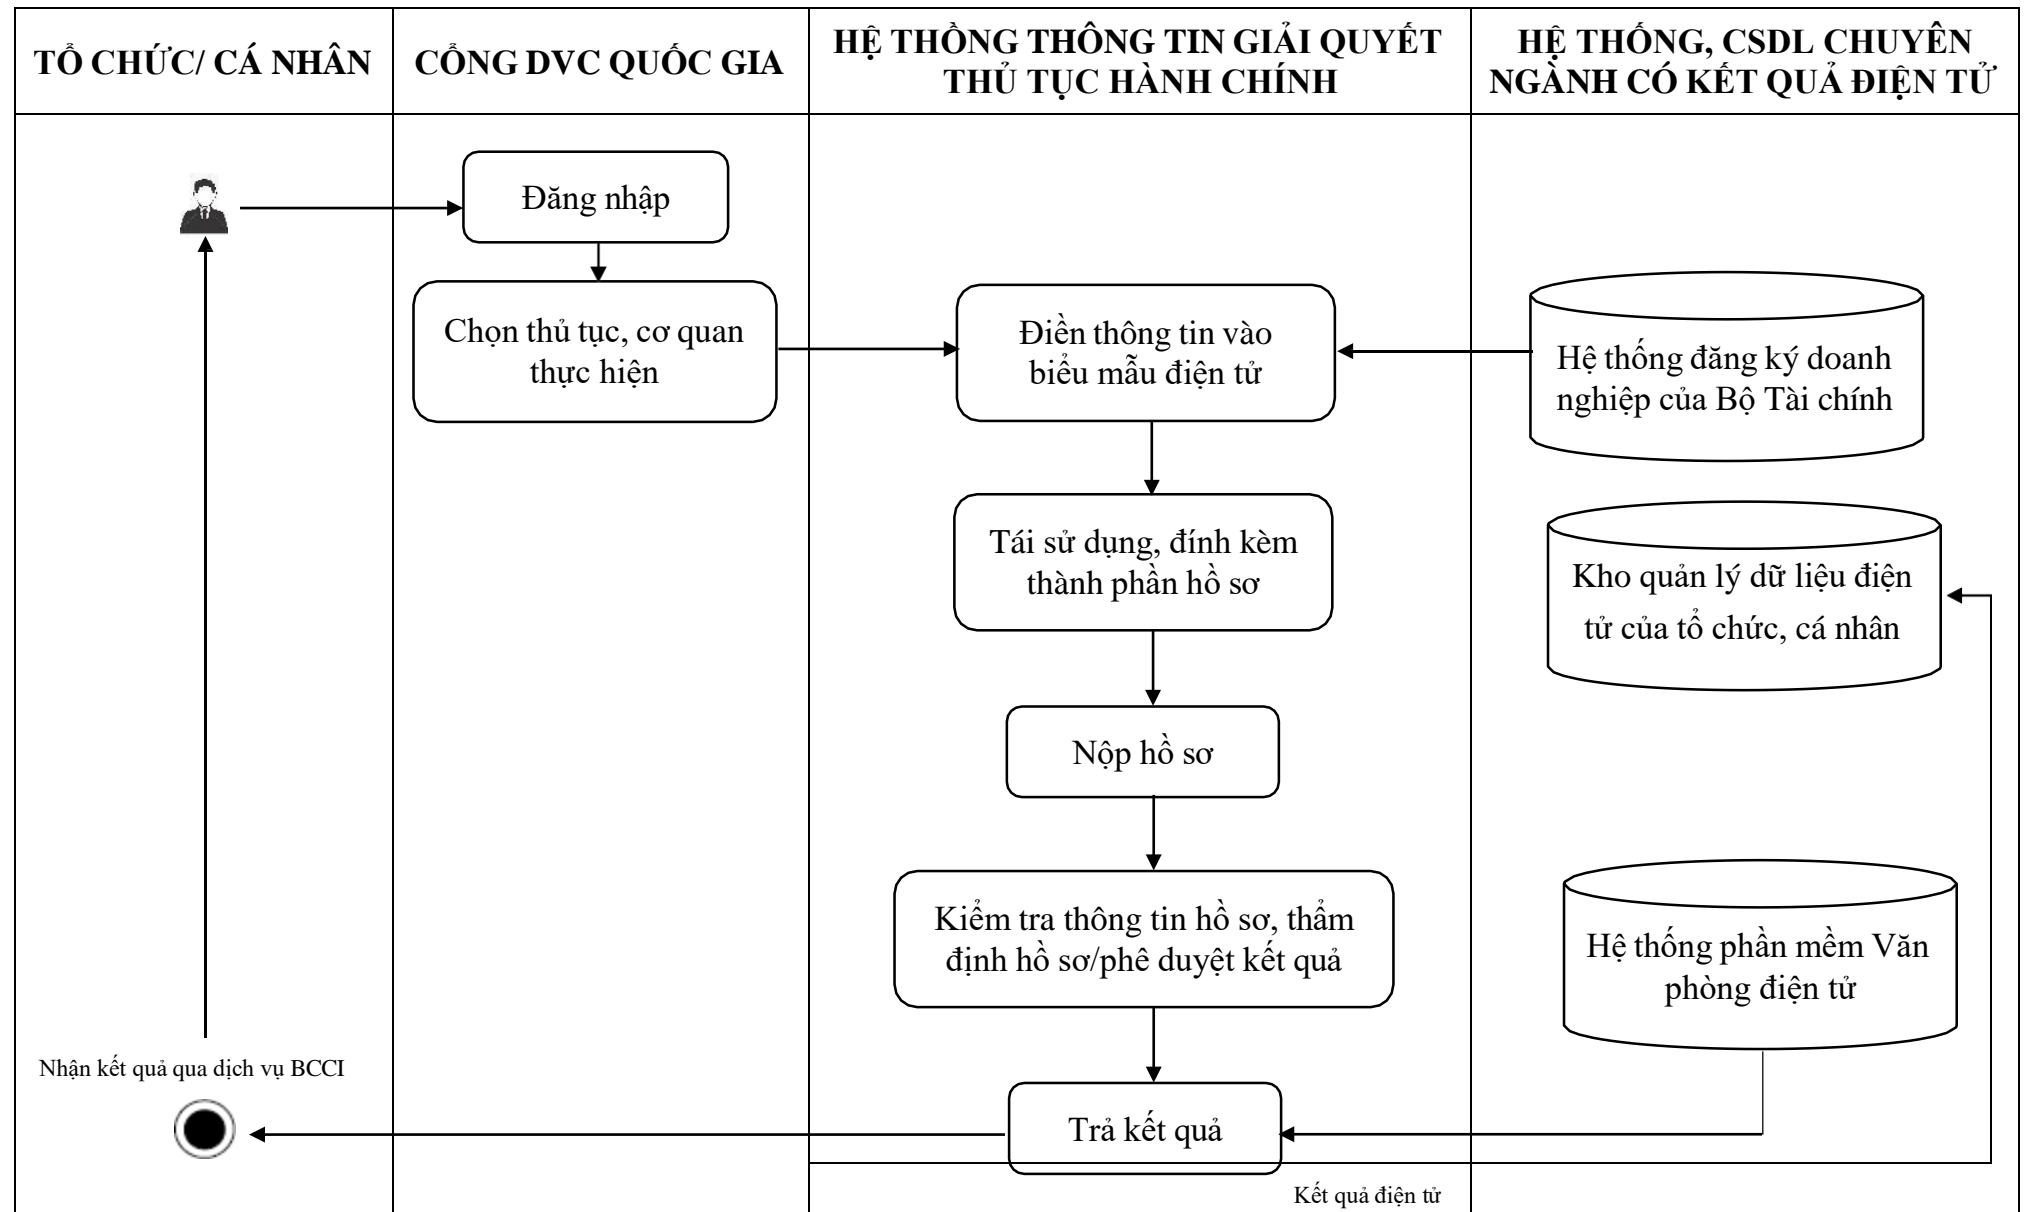 TỔ CHỨC/ CÁ NHÂN
CỔNG DVC QUỐC GIA
HỆ THỒNG THÔNG TIN GIẢI QUYẾT
THỦ TỤC HÀNH CHÍNH
HỆ THỐNG, CSDL CHUYÊN
NGÀNH CÓ KẾT QUẢ ĐIỆN TỬ
Đăng nhập
Chọn thủ tục, cơ quan
thực hiện
Điền thông tin vào
biểu mẫu điện tử
Hệ thống đăng ký doanh
nghiệp của Bộ Tài chính
Tái sử dụng, đính kèm
thành phần hồ sơ
Kho quản lý dữ liệu điện
tử của tổ chức, cá nhân
Nộp hồ sơ
Kiểm tra thông tin hồ sơ, thẩm
định hồ sơ/phê duyệt kết quả
Hệ thống phần mềm Văn
phòng điện tử
Nhận kết quả qua dịch vụ BCCI
Trả kết quả
Kết quả điện tử